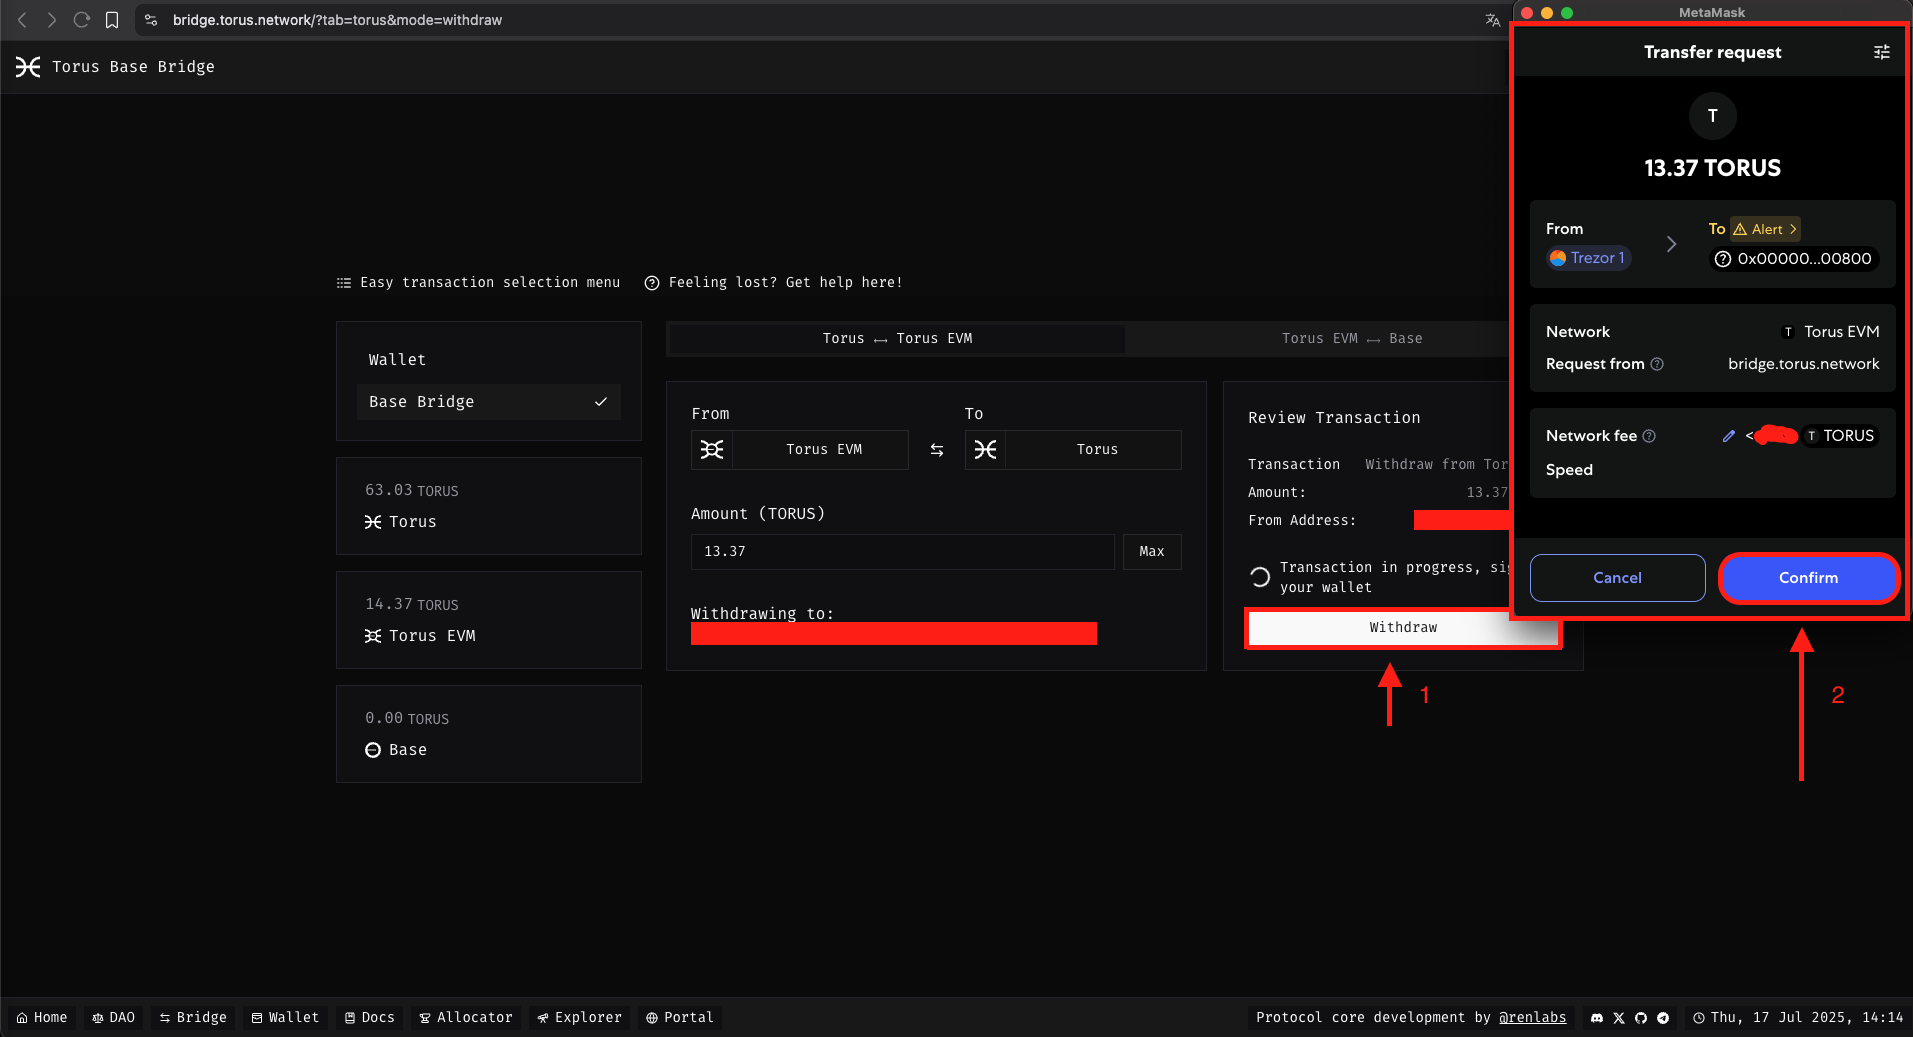 bridge.torus.network/?tab=torus&mode=withdraw
Torus Base Bridge
Easy transaction selection menu
Feeling lost? Get help here!
Wallet
Base Bridge
63.03 TORUS
Torus
14.37 TORUS
Torus EVM
0.00 TORUS
Base
Torus ⟷ Torus EVM
Torus EVM ⟷ Base
From
To
Torus EVM
Torus
Amount (TORUS)
13.37
Max
Withdrawing to:
Review Transaction
Transaction Withdraw from Tor
Amount: 13.37
From Address:
Transaction in progress,
your wallet
Withdraw
1
MetaMask
Transfer request
T
13.37 TORUS
From
To Alert >
Trezor 1
0x00000...00800
Network T Torus EVM
Request from bridge.torus.network
Network fee < T TORUS
Speed
Cancel
Confirm
2
Home
DAO
Bridge
Wallet
Docs
Allocator
Explorer
Portal
Protocol core development by @renlabs
Thu, 17 Jul 2025, 14:14